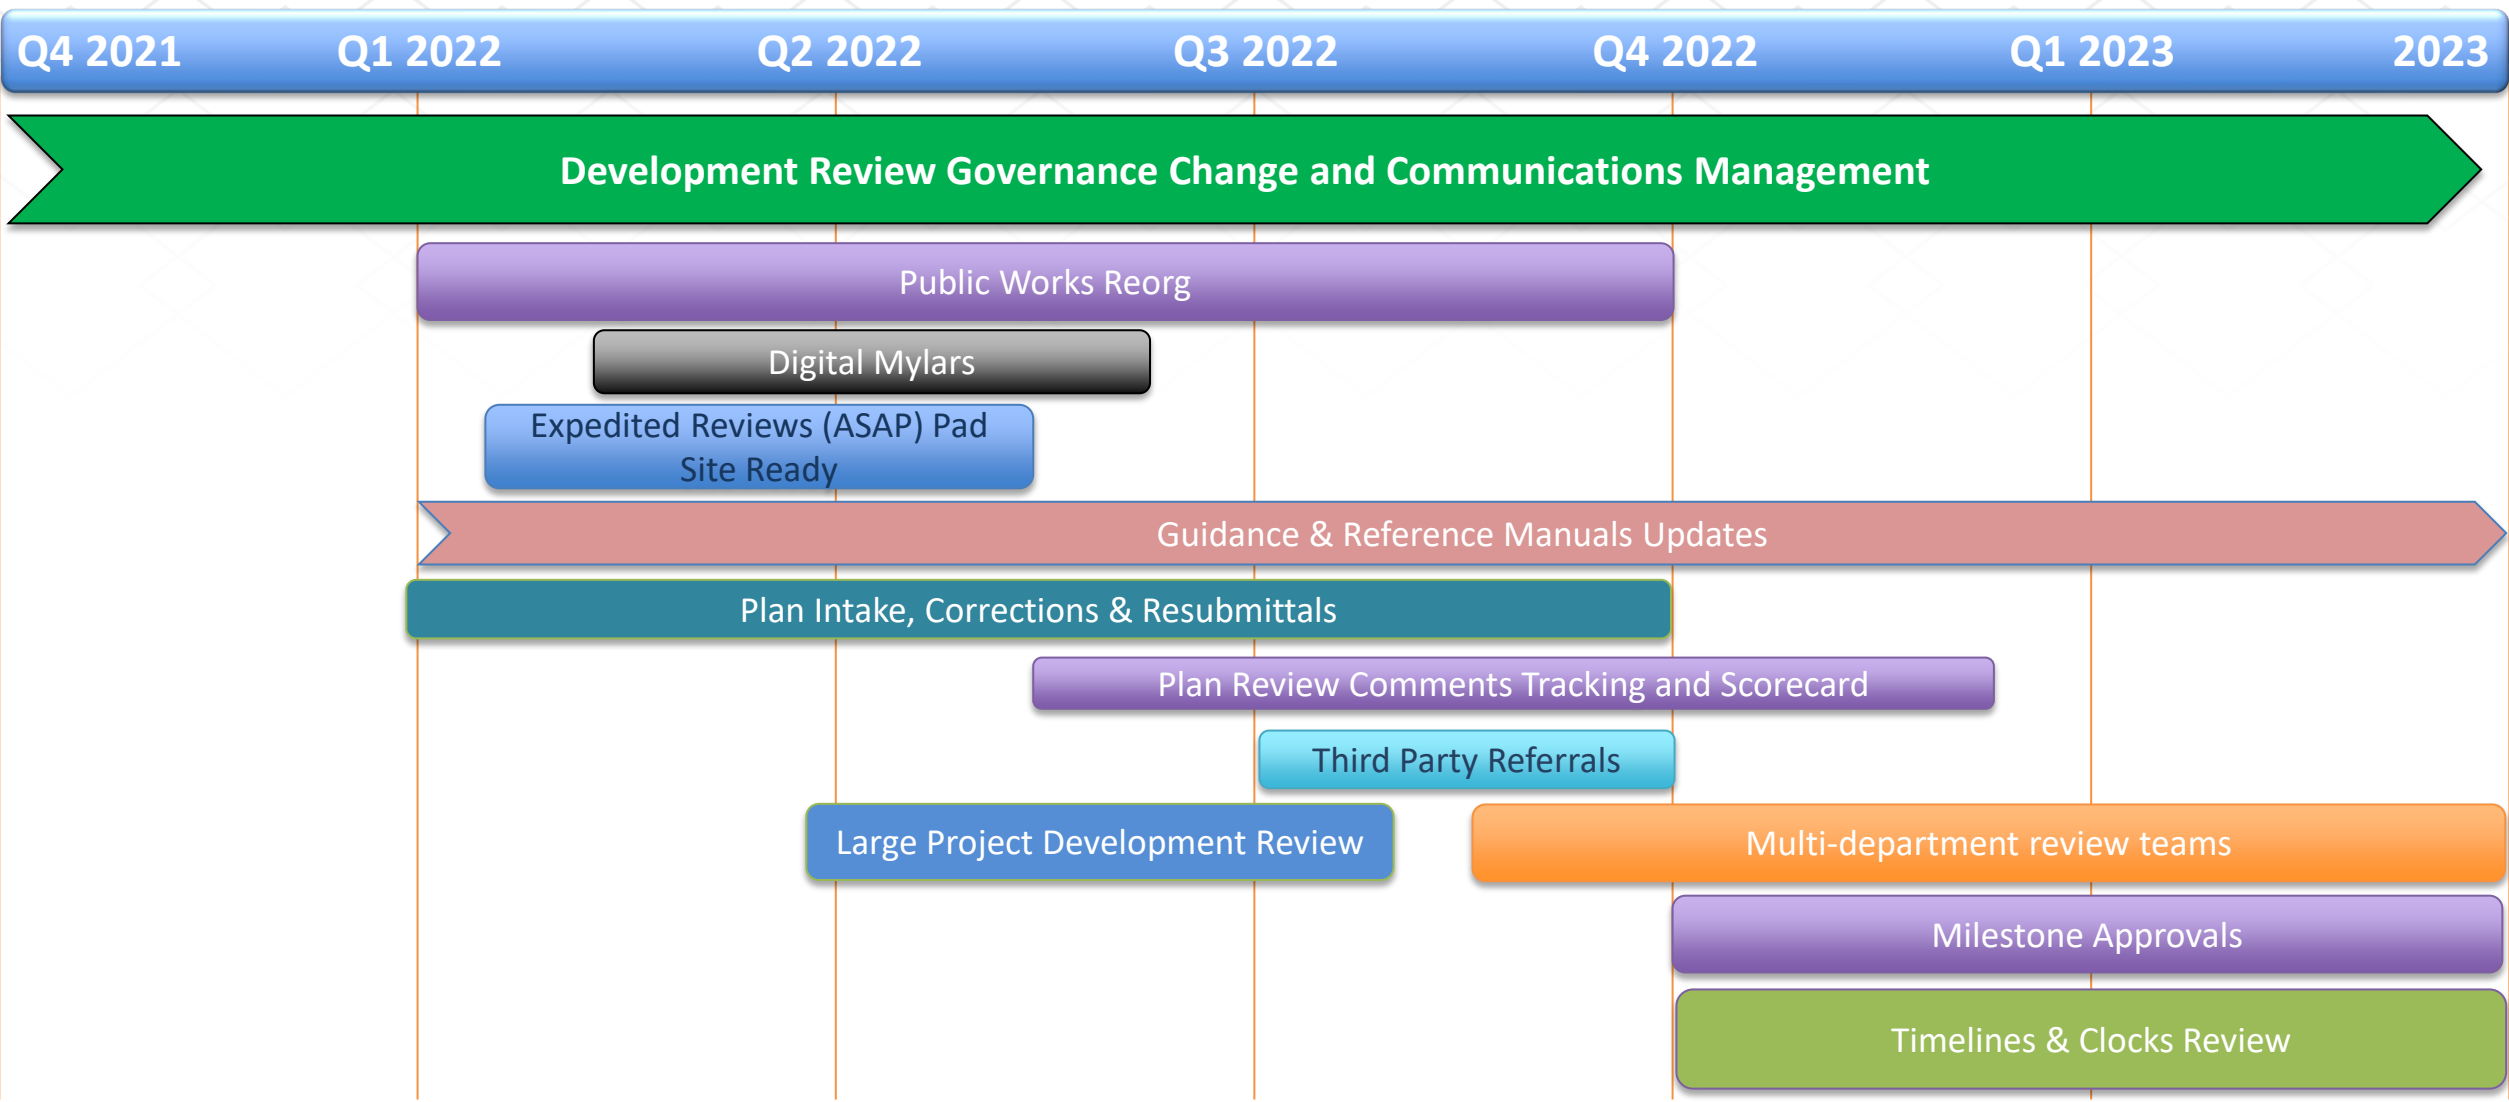 Q4 2021 Q1 2022 Q2 2022 Q3 2022 Q4 2022 Q1 2023 2023
Development Review Governance Change and Communications Management
Public Works Reorg
Digital Mylars
Expedited Reviews (ASAP) Pad
Site Ready
Guidance & Reference Manuals Updates
Plan Intake, Corrections & Resubmittals
Plan Review Comments Tracking and Scorecard
Third Party Referrals
Large Project Development Review
Multi-department review teams
Milestone Approvals
Timelines & Clocks Review